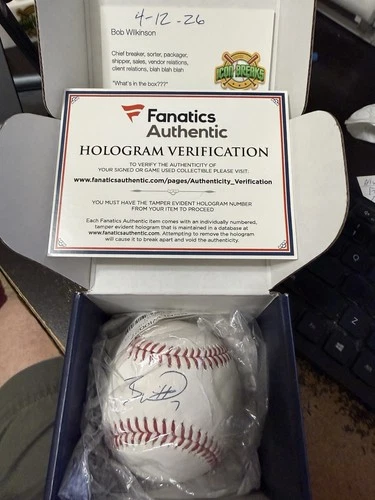 4-12-26
Bob Wilkinson
Chief breaker, sorter, packager,
shipper, sales, vendor relations,
client relations, blah blah blah
"What's in the box???"
ICOD BREAKS
Fanatics
Authentic
HOLOGRAM VERIFICATION
TO VERIFY THE AUTHENTICITY OF
YOUR SIGNED OR GAME USED COLLECTIBLE PLEASE VISIT:
www.fanaticsauthentic.com/pages/Authenticity_Verification
YOU MUST HAVE THE TAMPER EVIDENT HOLOGRAM NUMBER
FROM YOUR ITEM TO PROCEED
Each Fanatics Authentic item comes with an individually numbered,
tamper evident hologram that is maintained in a database at
www.fanaticsauthentic.com. Attempting to remove the hologram
will cause it to break apart and void the authenticity.